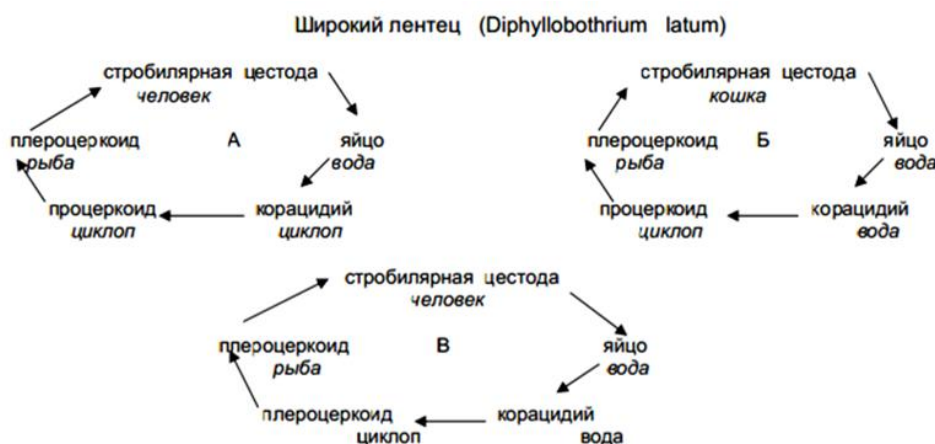 Широкий лентец (Diphyllobothrium latum)
стробилярная цестода
человек
плероцеркоид
рыба
А
яйцо
вода
процеркоид
циклоп
корацидий
циклоп
стробилярная цестода
кошка
плероцеркоид
рыба
Б
яйцо
вода
процеркоид
циклоп
корацидий
вода
стробилярная цестода
человек
плероцеркоид
рыба
В
яйцо
вода
плероцеркоид
циклоп
корацидий
вода